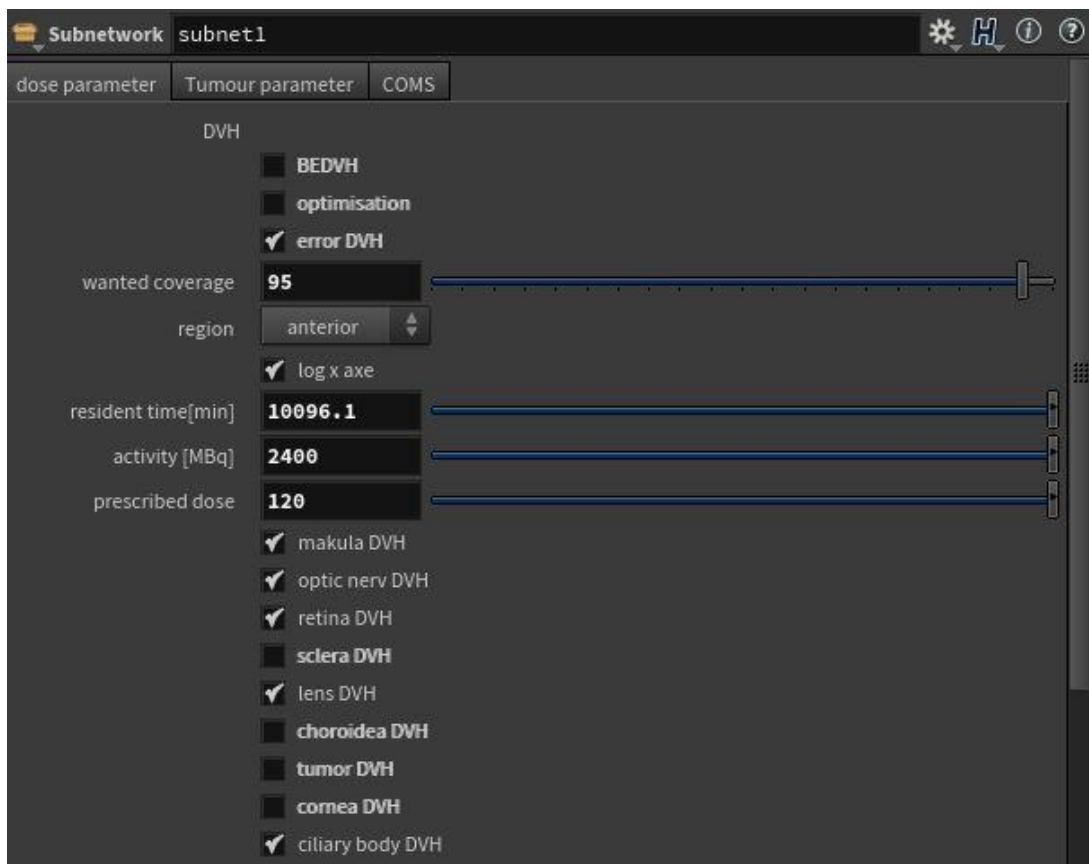 Subnetwork subnet1
dose parameter Tumour parameter COMS
DVH
BEDVH
optimisation
error DVH
wanted coverage 95
region anterior
log x axe
resident time[min] 10096.1
activity [MBq] 2400
prescribed dose 120
makula DVH
optic nerv DVH
retina DVH
sclera DVH
lens DVH
choroidea DVH
tumor DVH
cornea DVH
ciliary body DVH